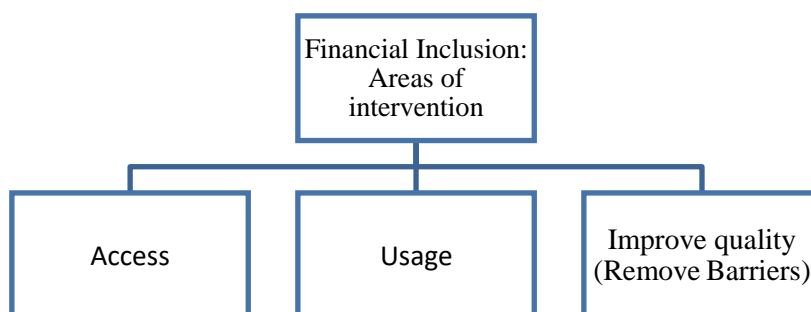 Financial Inclusion:
Areas of
intervention
Access
Usage
Improve quality
(Remove Barriers)